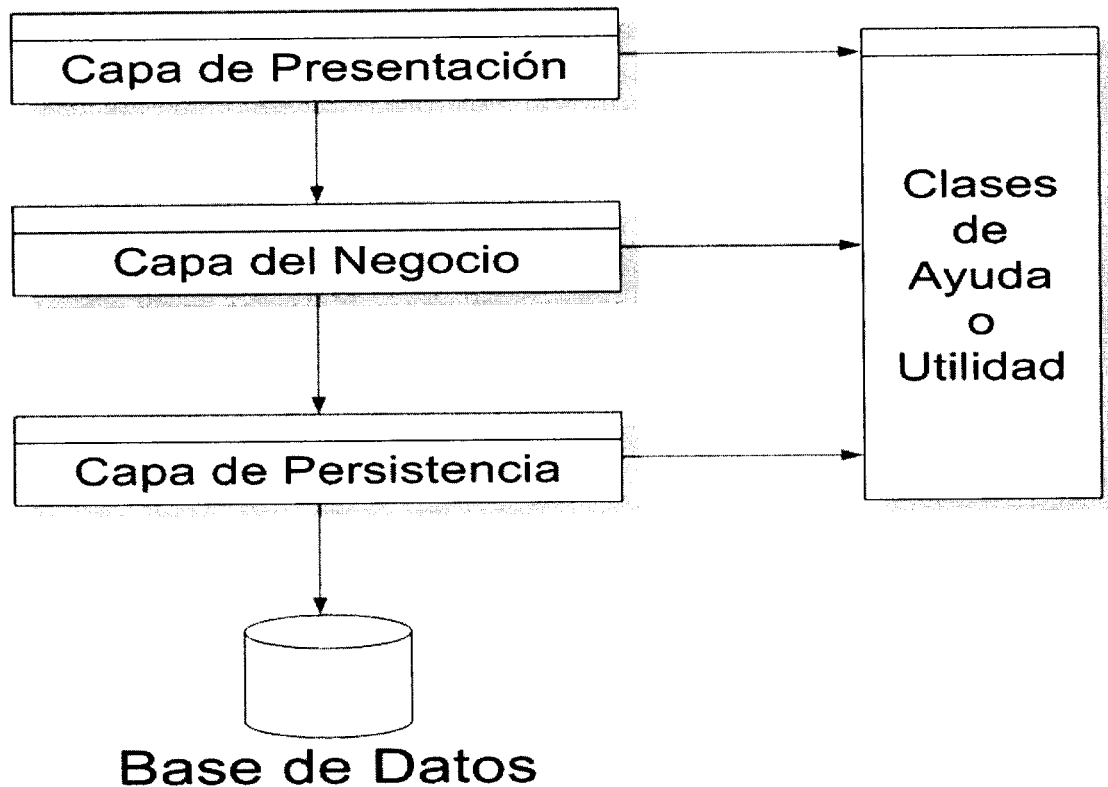 Capa de Presentación
Capa del Negocio
Capa de Persistencia
Clases
de
Ayuda
o
Utilidad
Base de Datos